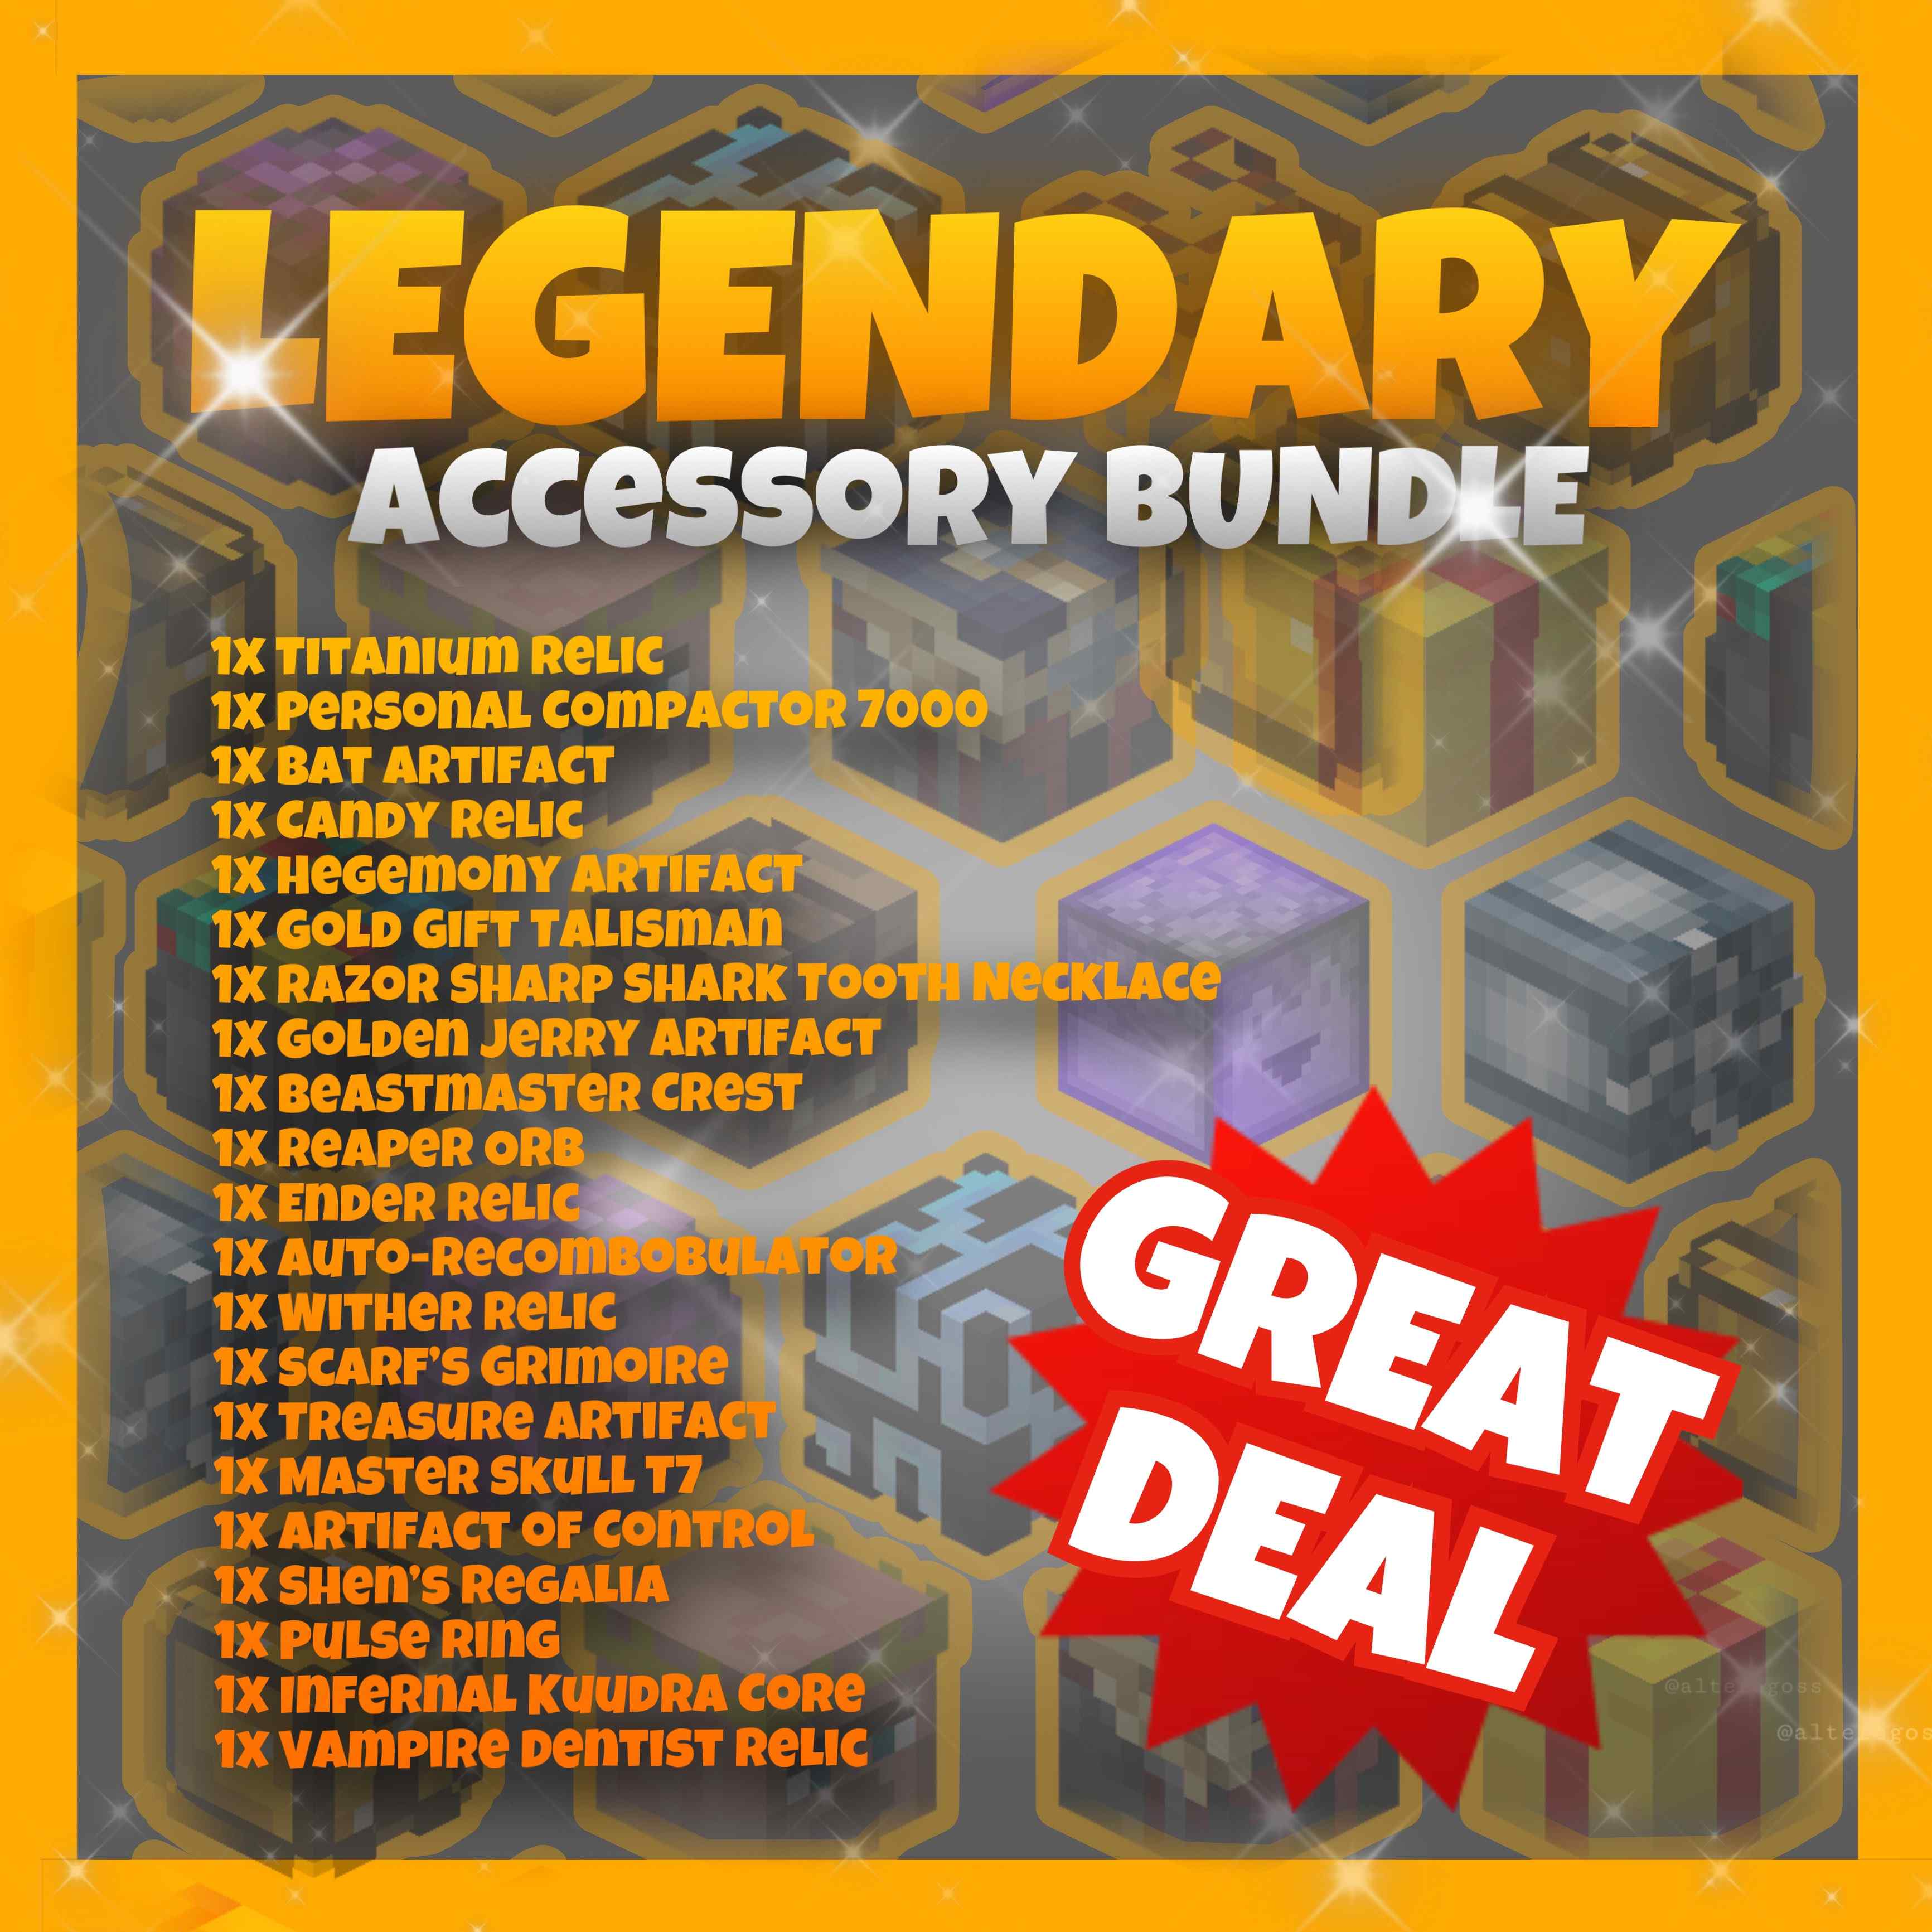 LEGENDARY
ACCESSORY BUNDLE
1X TITANIUM RELIC
1X PERSONAL COMPACTOR 7000
1X BAT ARTIFACT
1X CANDY RELIC
1X HEGEMONY ARTIFACT
1X GOLD GIFT TALISMAN
1X RAZOR SHARP SHARK TOOTH NECKLACE
1X GOLDEN JERRY ARTIFACT
1X BEASTMASTER CREST
1X REAPER ORB
1X ENDER RELIC
1X AUTO-RECOMBOBULATOR
1X WITHER RELIC
1X SCARF'S GRIMOIRE
1X TREASURE ARTIFACT
1X MASTER SKULL T7
1X ARTIFACT OF CONTROL
1X SHEN'S REGALIA
1X PULSE RING
1X INFERNAL KUUDRA CORE
1X VAMPIRE DENTIST RELIC
GREAT
DEAL